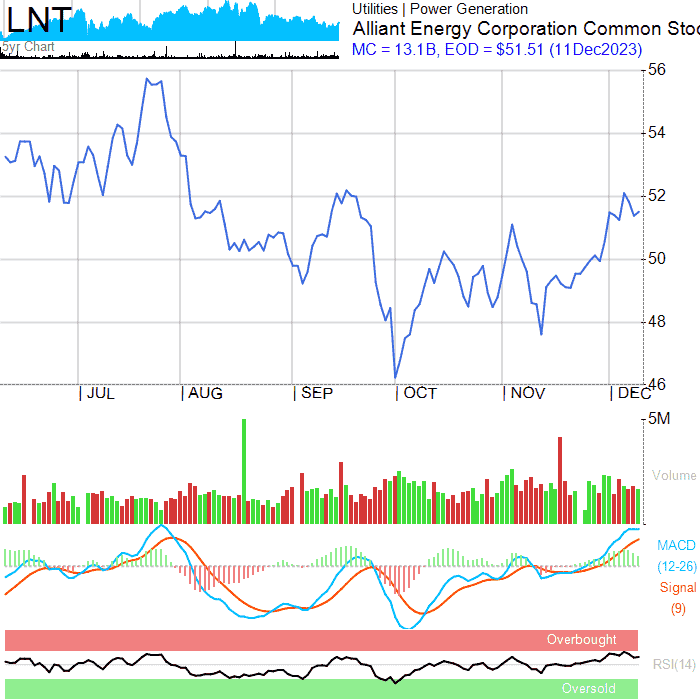 LNT
5yr Chart
Utilities | Power Generation
Alliant Energy Corporation Common Stoc
MC = 13.1B, EOD = $51.51 (11Dec2023)
56
54
52
50
48
46
| JUL | AUG | SEP | OCT | NOV | DEC
5M
Volume
MACD
(12-26)
Signal
(9)
Overbought
RSI(14)
Oversold